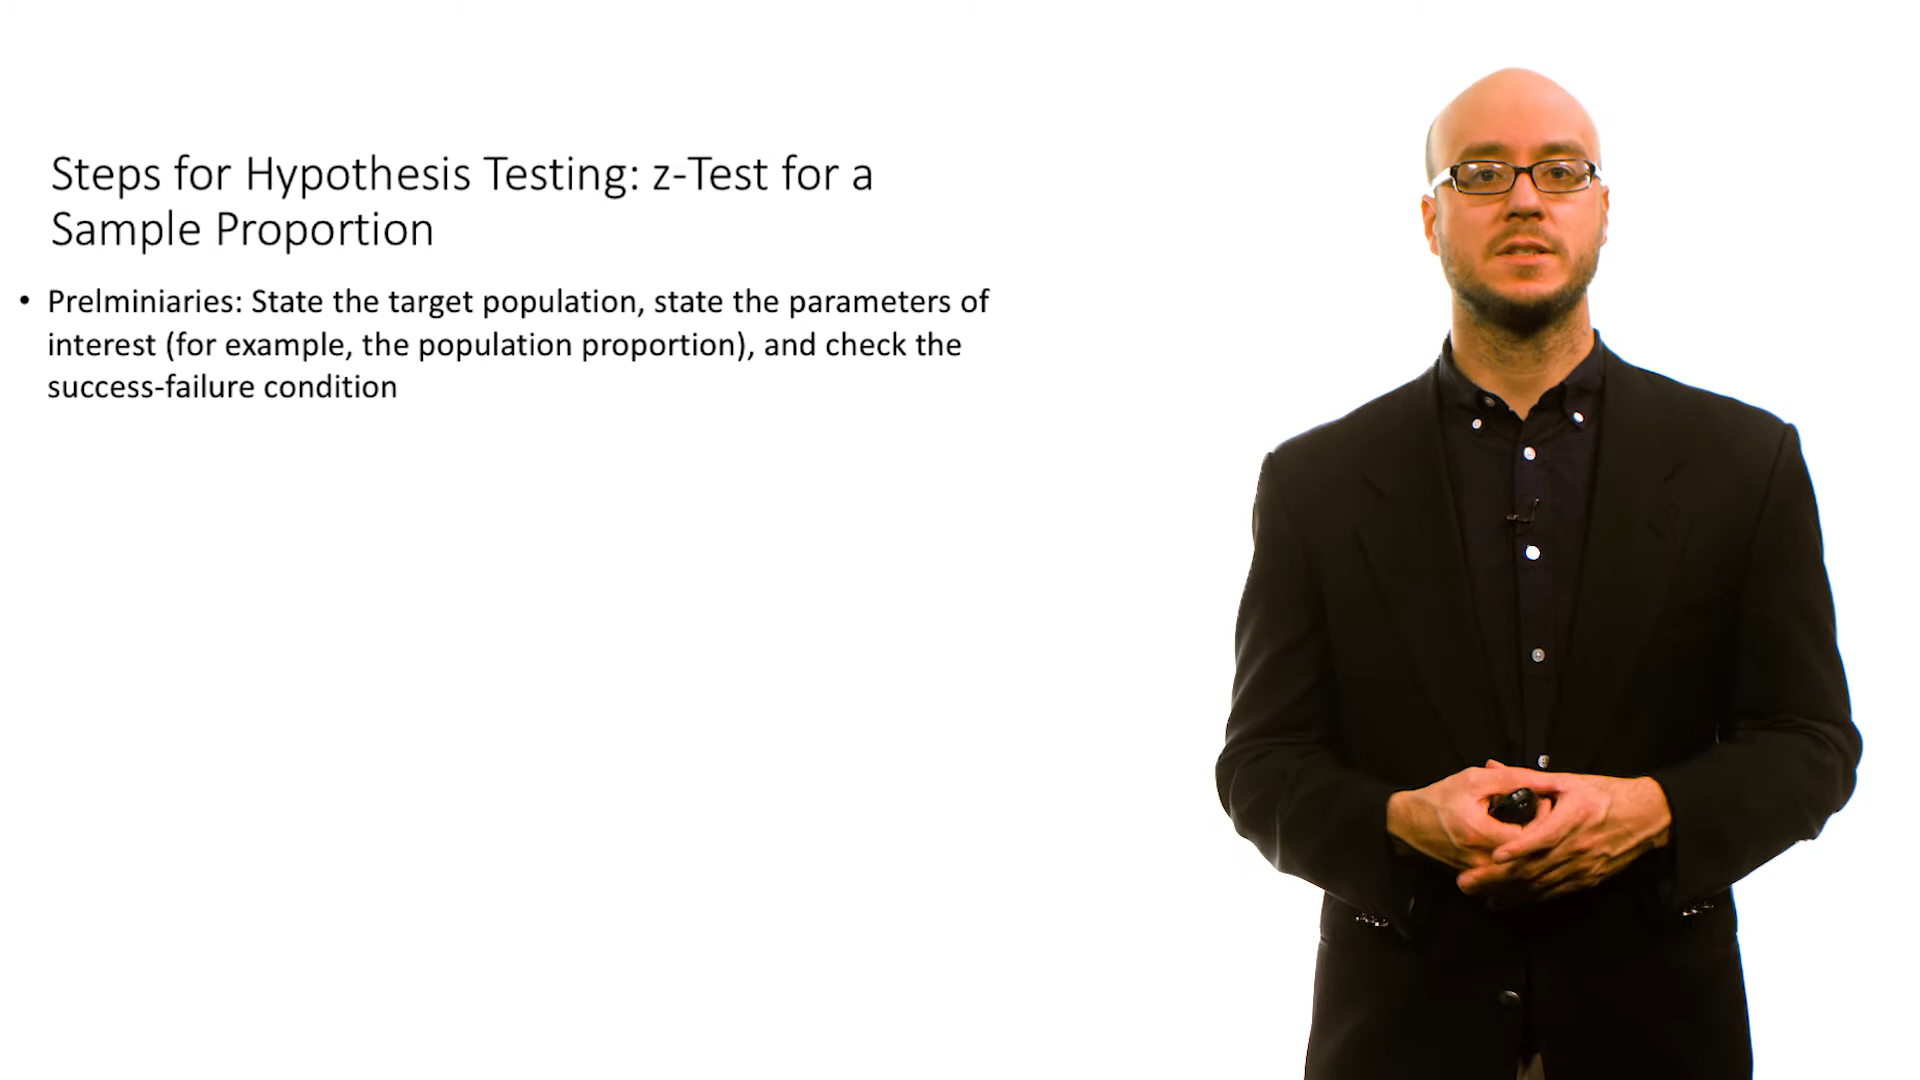 Steps for Hypothesis Testing: z-Test for a
Sample Proportion
• Prelminiaries: State the target population, state the parameters of
interest (for example, the population proportion), and check the
success-failure condition